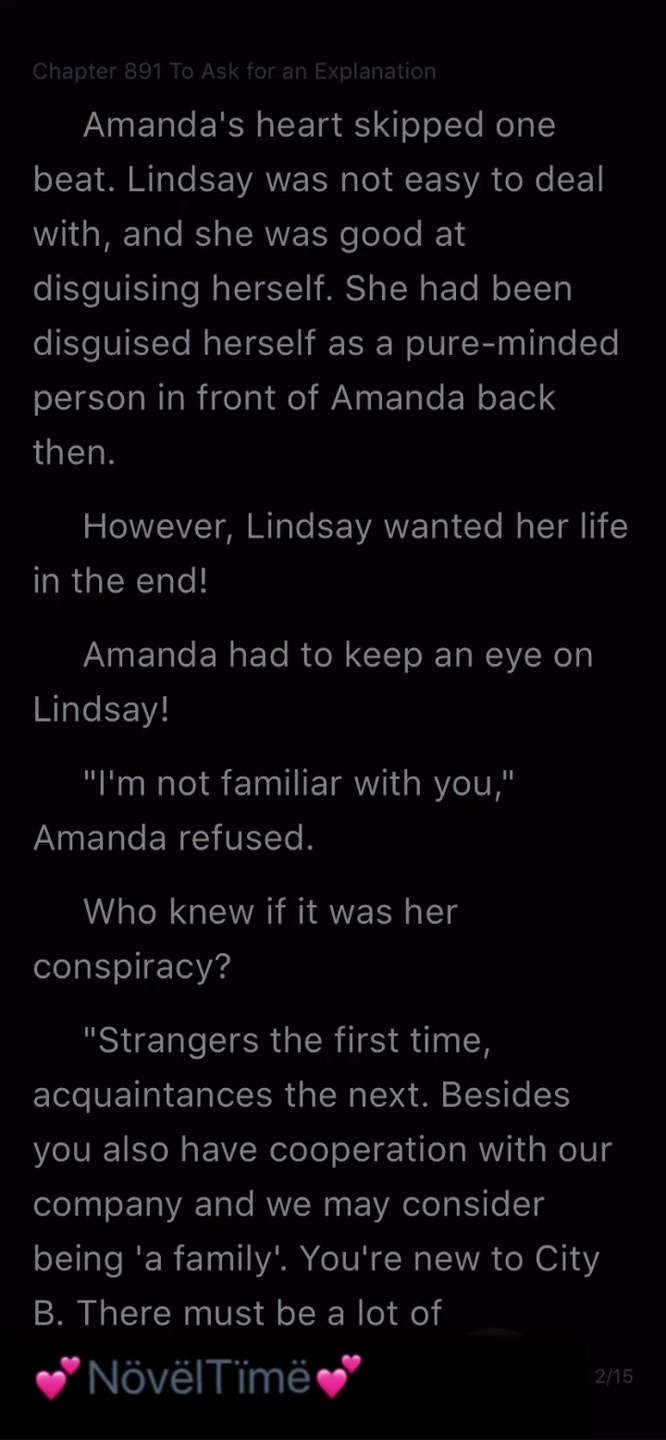 Chapter 891 To Ask for an Explanation
Amanda's heart skipped one
beat. Lindsay was not easy to deal
with, and she was good at
disguising herself. She had been
disguised herself as a pure-minded
person in front of Amanda back
then.
However, Lindsay wanted her life
in the end!
Amanda had to keep an eye on
Lindsay!
"I'm not familiar with you,"
Amanda refused.
Who knew if it was her
conspiracy?
"Strangers the first time,
acquaintances the next. Besides
you also have cooperation with our
company and we may consider
being 'a family'. You're new to City
B. There must be a lot of
💕NövëlTïmë💕
2/15